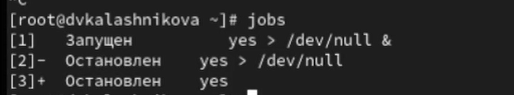 ^C
[root@dvkalashnikova ~]# jobs
[1]   Запущен          yes > /dev/null &
[2]-  Остановлен    yes > /dev/null
[3]+  Остановлен    yes